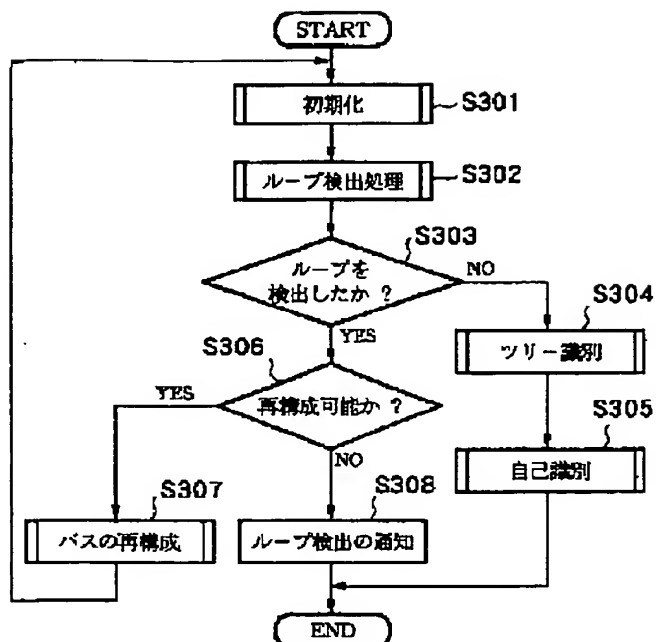 START
初期化
S301
ループ検出処理
S302
S303
ループを
検出したか ?
NO
YES
S304
ツリー識別
S305
自己識別
S306
再構成可能か ?
YES
NO
S307
バスの再構成
S308
ループ検出の通知
END